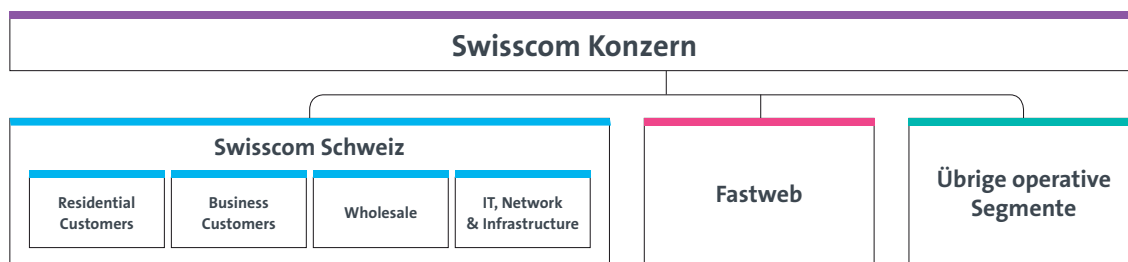 Swisscom Konzern
Swisscom Schweiz
Residential
Customers
Business
Customers
Wholesale
IT, Network
& Infrastructure
Fastweb
Übrige operative
Segmente